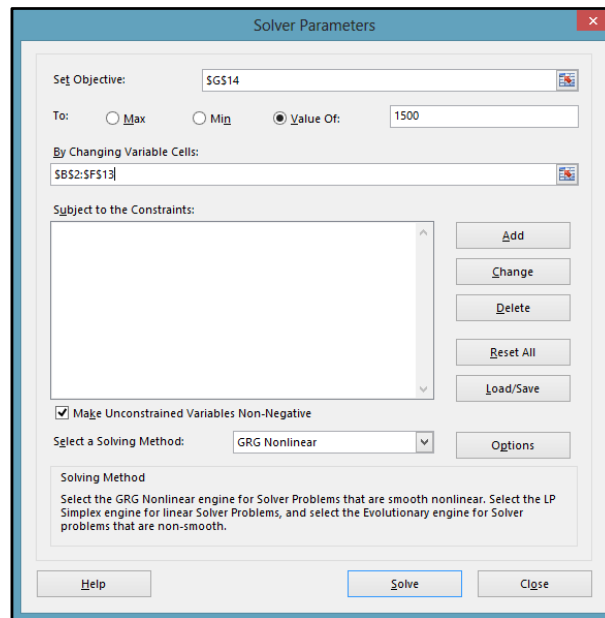 Solver Parameters
Set Objective: $G$14
To: Max Min Value Of: 1500
By Changing Variable Cells:
$B$2:$F$13
Subject to the Constraints:
Add
Change
Delete
Reset All
Load/Save
Make Unconstrained Variables Non-Negative
Select a Solving Method: GRG Nonlinear Options
Solving Method
Select the GRG Nonlinear engine for Solver Problems that are smooth nonlinear. Select the LP
Simplex engine for linear Solver Problems, and select the Evolutionary engine for Solver
problems that are non-smooth.
Help Solve Close